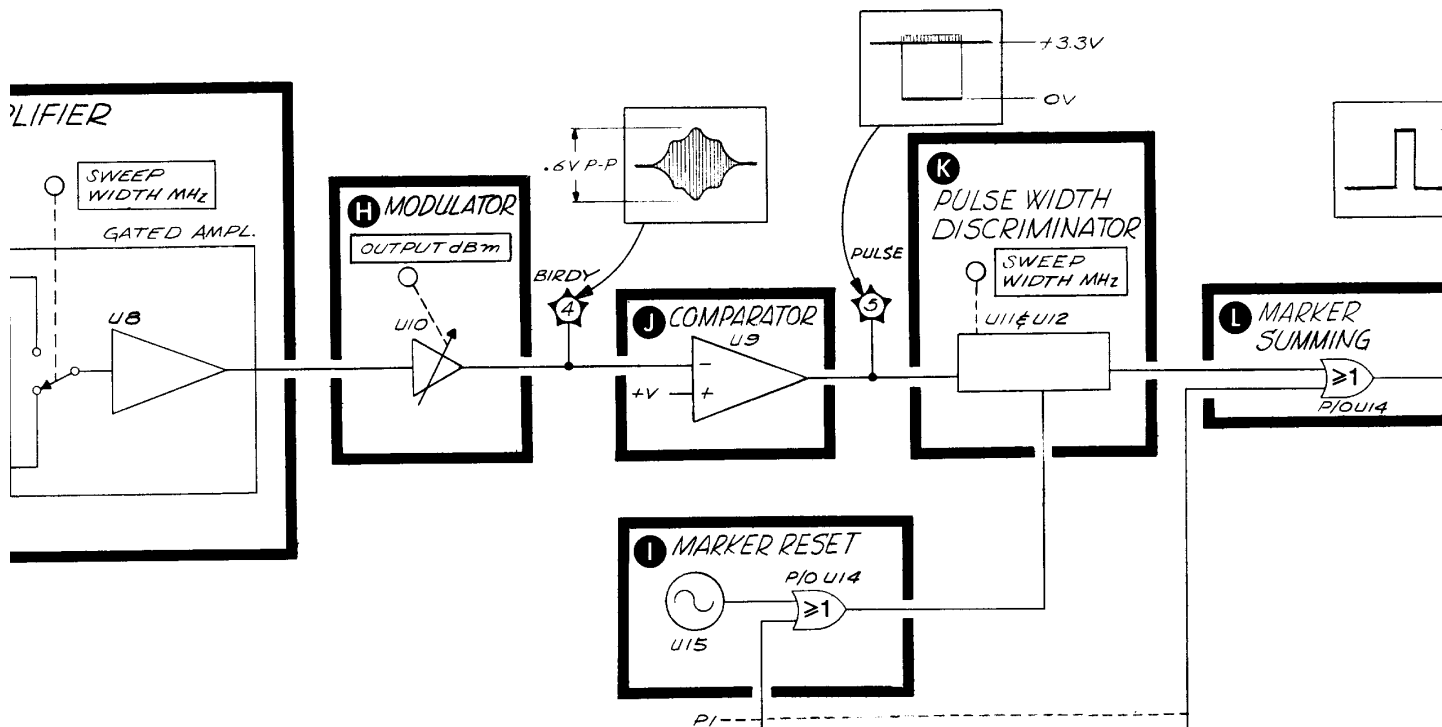 +3.3V
0V
PLIFIER
SWEEP
WIDTH MHz
GATED AMPL.
U8
H MODULATOR
OUTPUT dBm
U10
.6V P-P
BIRDY
4
J COMPARATOR
U9
-
+V
+
PULSE
5
K
PULSE WIDTH
DISCRIMINATOR
SWEEP
WIDTH MHz
U11 & U12
L MARKER
SUMMING
≥1
P/O U14
I MARKER RESET
P/O U14
≥1
U15
P1